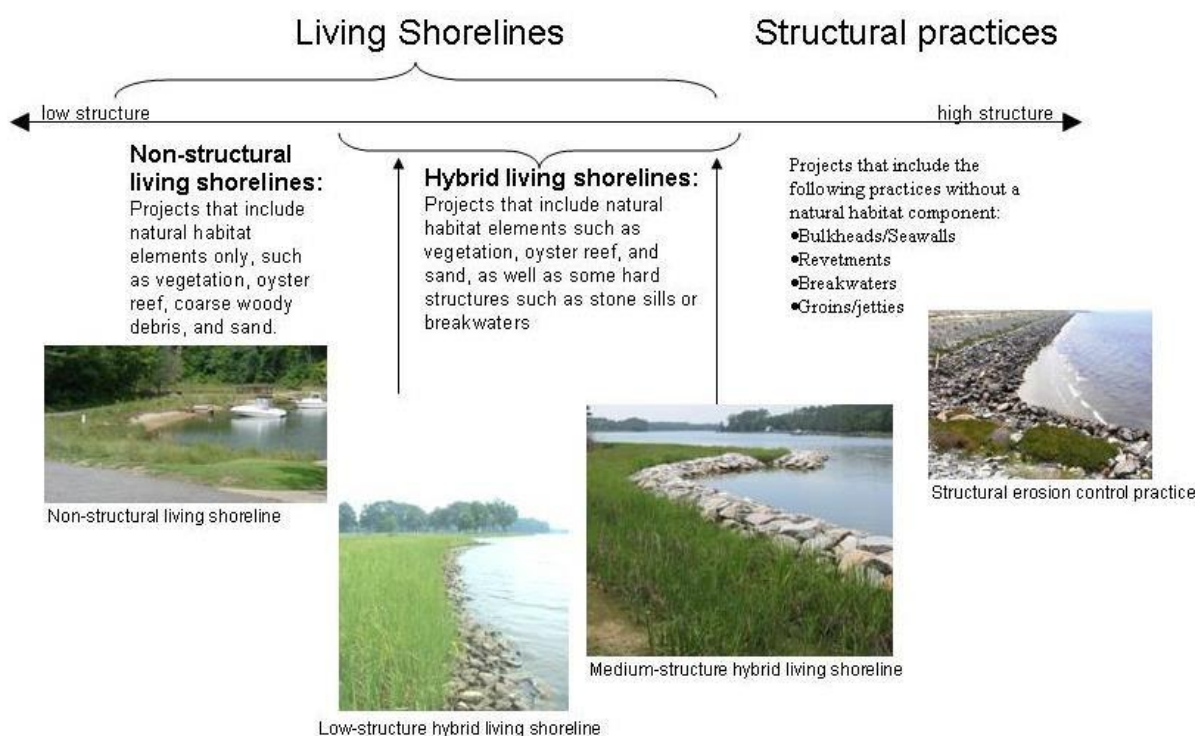 Living Shorelines
Structural practices
low structure
high structure
Non-structural
living shorelines:
Projects that include
natural habitat
elements only, such
as vegetation, oyster
reef, coarse woody
debris, and sand.
Hybrid living shorelines:
Projects that include natural
habitat elements such as
vegetation, oyster reef, and
sand, as well as some hard
structures such as stone sills or
breakwaters
Projects that include the
following practices without a
natural habitat component:
•Bulkheads/Seawalls
•Revetments
•Breakwaters
•Groins/jetties
Non-structural living shoreline
Low-structure hybrid living shoreline
Medium-structure hybrid living shoreline
Structural erosion control practice